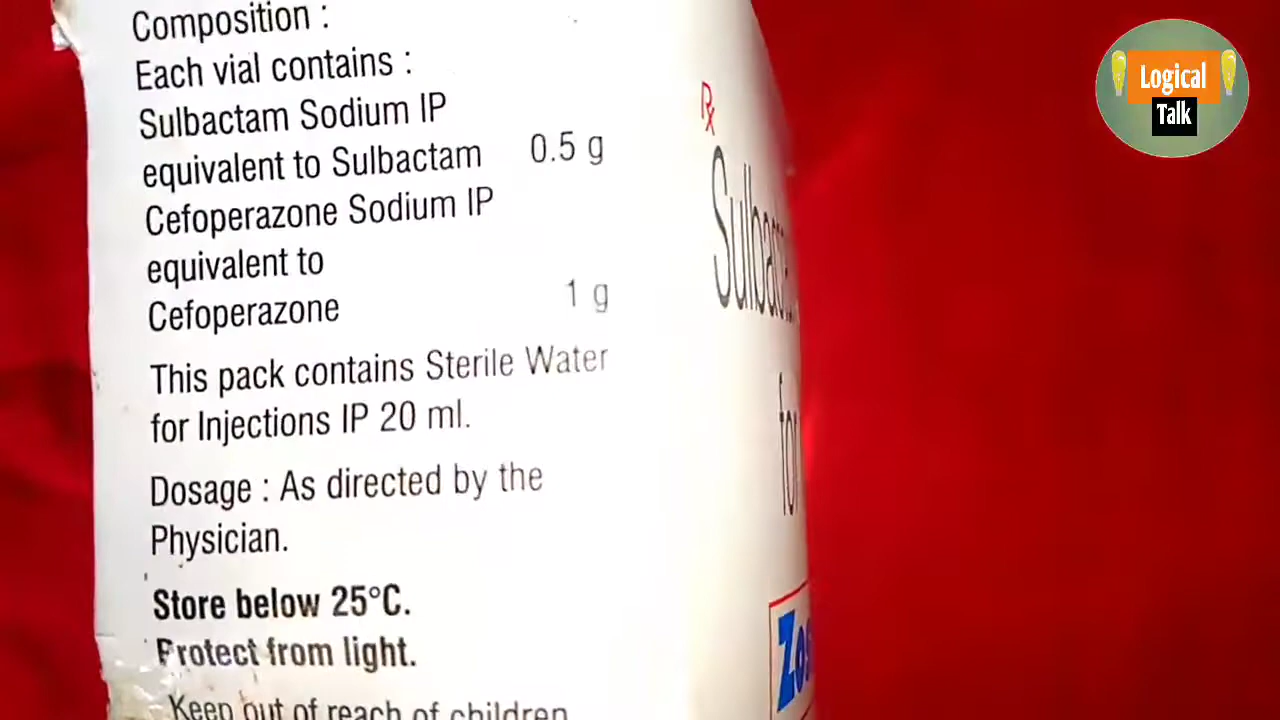 Composition :
Each vial contains :
Sulbactam Sodium IP
equivalent to Sulbactam 0.5 g
Cefoperazone Sodium IP
equivalent to
Cefoperazone 1 g
This pack contains Sterile Water
for Injections IP 20 ml.
Dosage : As directed by the
Physician.
Store below 25°C.
Protect from light.
Keep out of reach of children
Rx
for
Logical
Talk